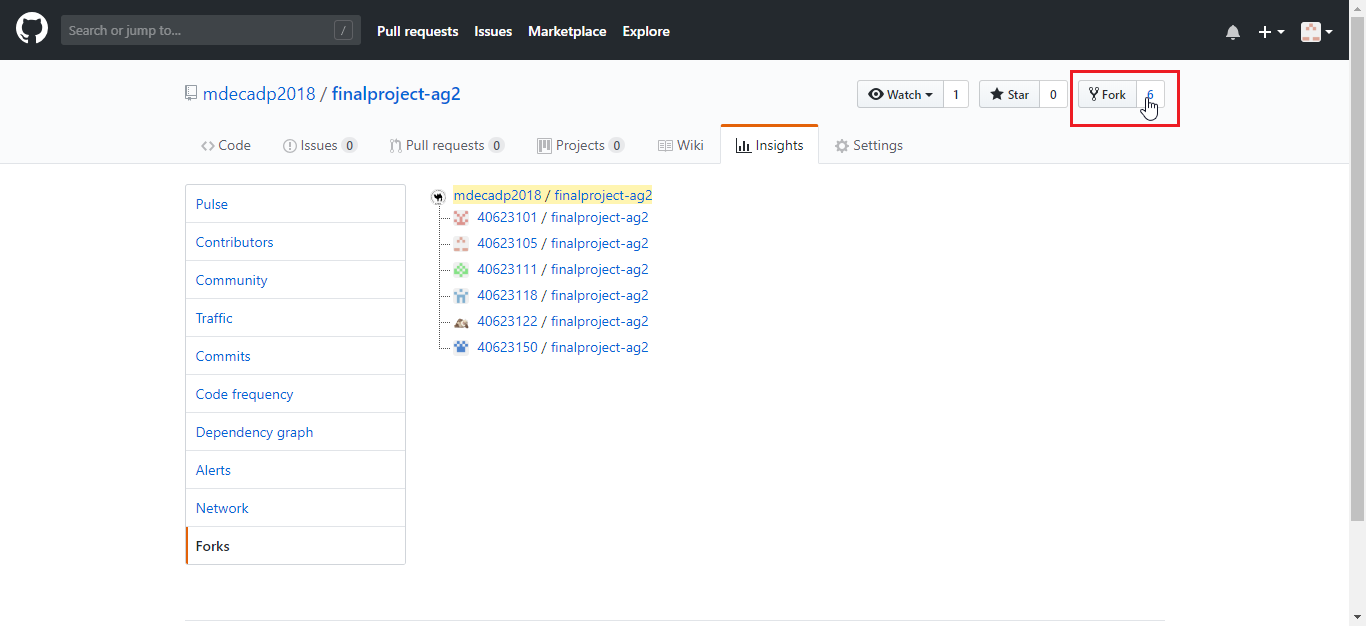 Search or jump to... /
Pull requests Issues Marketplace Explore
mdecadp2018 / finalproject-ag2
Watch 1 Star 0 Fork 6
Code Issues 0 Pull requests 0 Projects 0 Wiki Insights Settings
Pulse
Contributors
Community
Traffic
Commits
Code frequency
Dependency graph
Alerts
Network
Forks
mdecadp2018 / finalproject-ag2
40623101 / finalproject-ag2
40623105 / finalproject-ag2
40623111 / finalproject-ag2
40623118 / finalproject-ag2
40623122 / finalproject-ag2
40623150 / finalproject-ag2